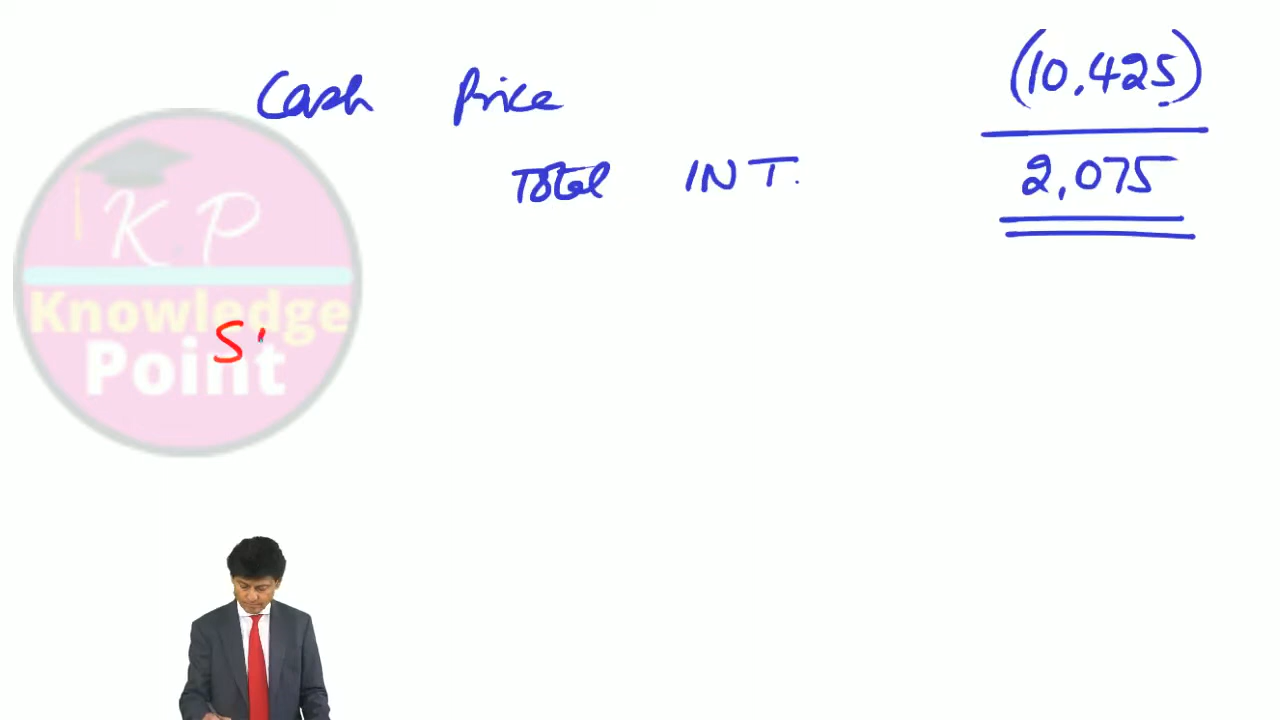 Cash Price (10,425)
Total INT. 2,075
K.P
Knowledge
Point
S